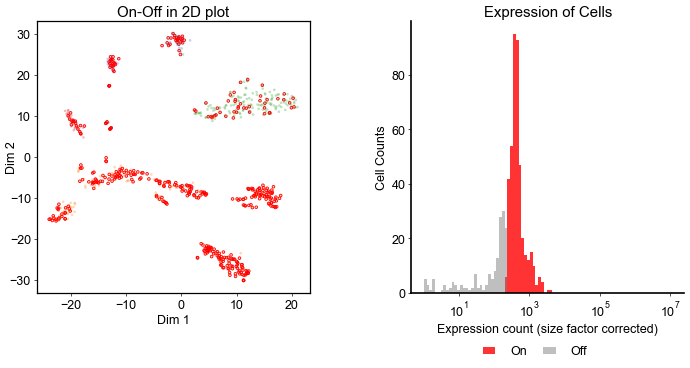 On-Off in 2D plot
30
20
10
0
−10
−20
−30
Dim 2
−20 −10 0 10 20
Dim 1
Expression of Cells
80
60
40
20
0
Cell Counts
10^1 10^3 10^5 10^7
Expression count (size factor corrected)
On Off